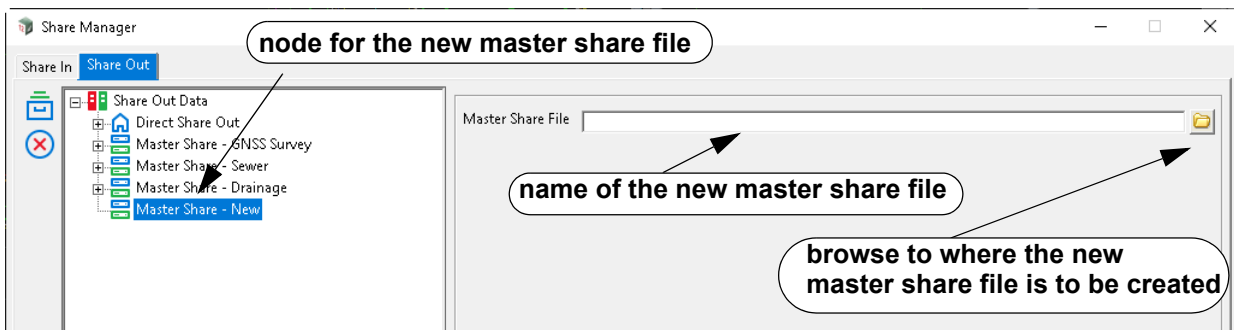 Share Manager
node for the new master share file
Share In Share Out
Share Out Data
Direct Share Out
Master Share - GNSS Survey
Master Share - Sewer
Master Share - Drainage
Master Share - New
Master Share File
name of the new master share file
browse to where the new
master share file is to be created